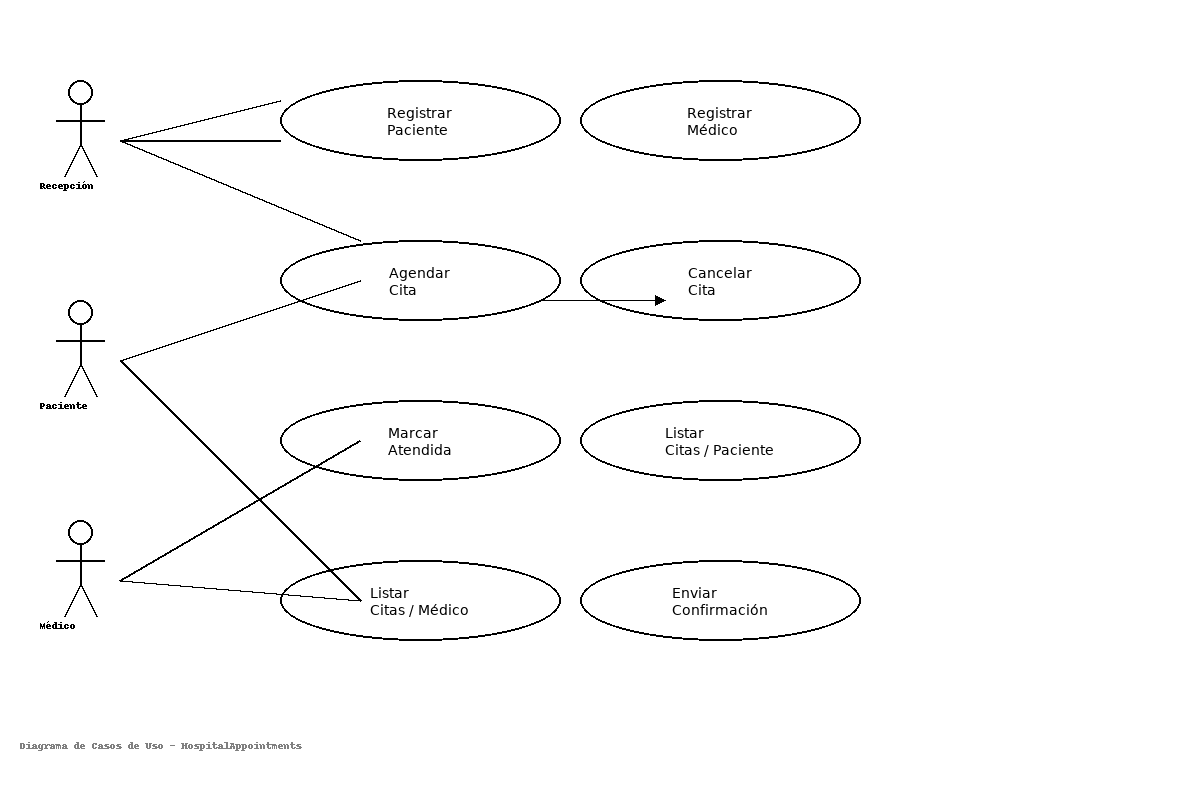 Registrar
Paciente
Registrar
Médico
Recepción
Agendar
Cita
Cancelar
Cita
Paciente
Marcar
Atendida
Listar
Citas / Paciente
Listar
Citas / Médico
Enviar
Confirmación
Médico
Diagrama de Casos de Uso - HospitalAppointments